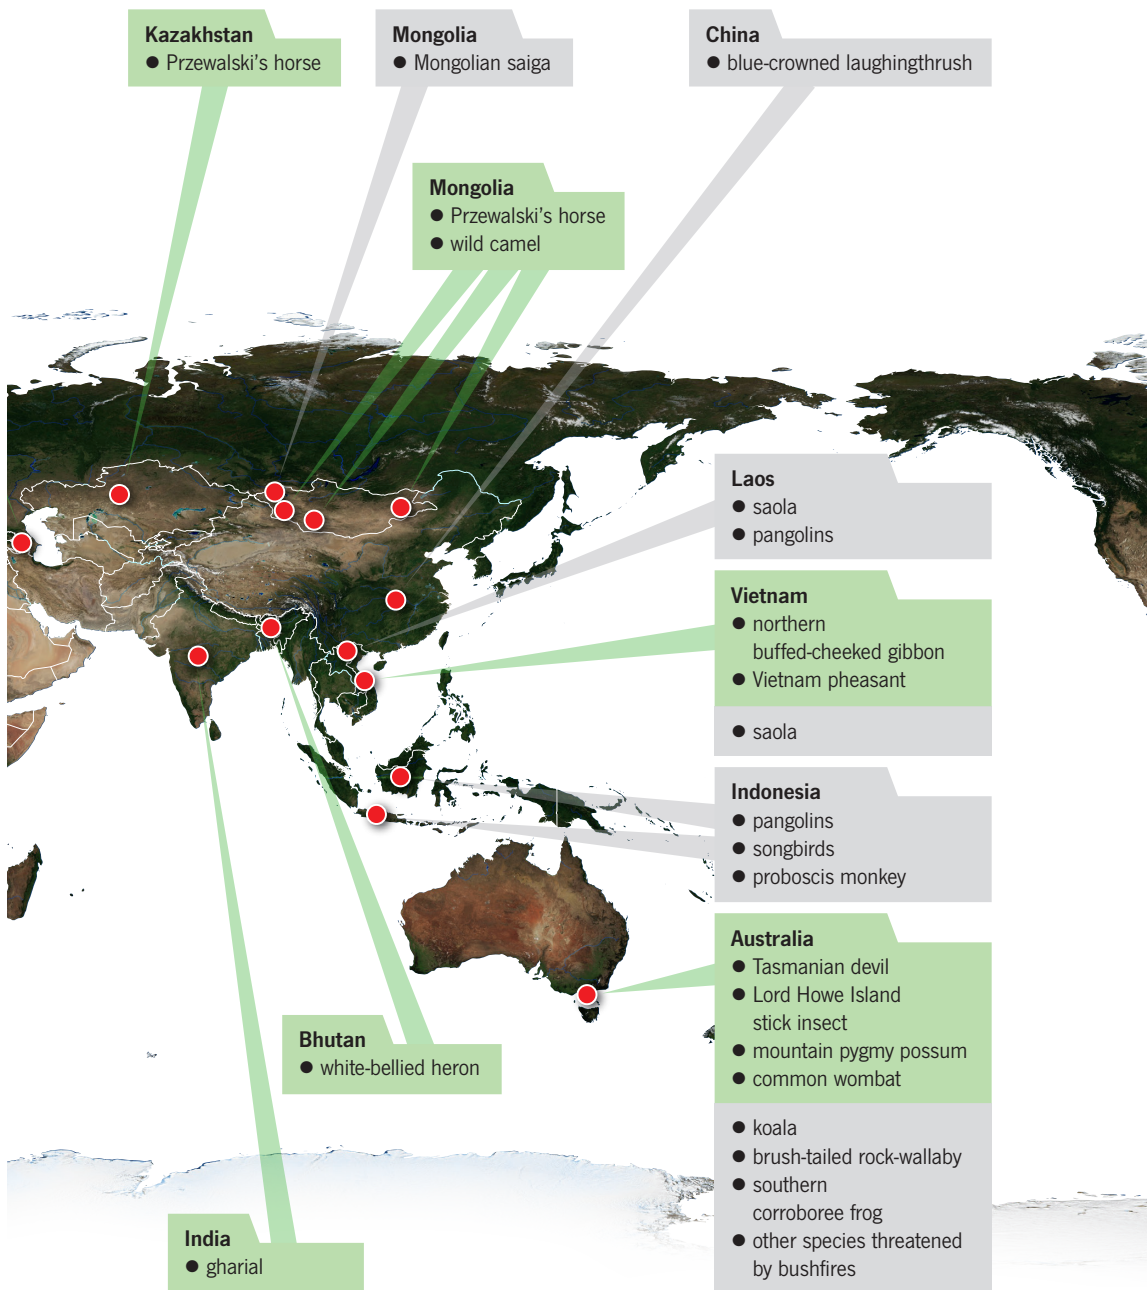 Kazakhstan
● Przewalski’s horse
Mongolia
● Mongolian saiga
China
● blue-crowned laughingthrush
Mongolia
● Przewalski’s horse
● wild camel
Laos
● saola
● pangolins
Vietnam
● northern
buffed-cheeked gibbon
● Vietnam pheasant
● saola
Indonesia
● pangolins
● songbirds
● proboscis monkey
Australia
● Tasmanian devil
● Lord Howe Island
stick insect
● mountain pygmy possum
● common wombat
● koala
● brush-tailed rock-wallaby
● southern
corroboree frog
● other species threatened
by bushfires
Bhutan
● white-bellied heron
India
● gharial